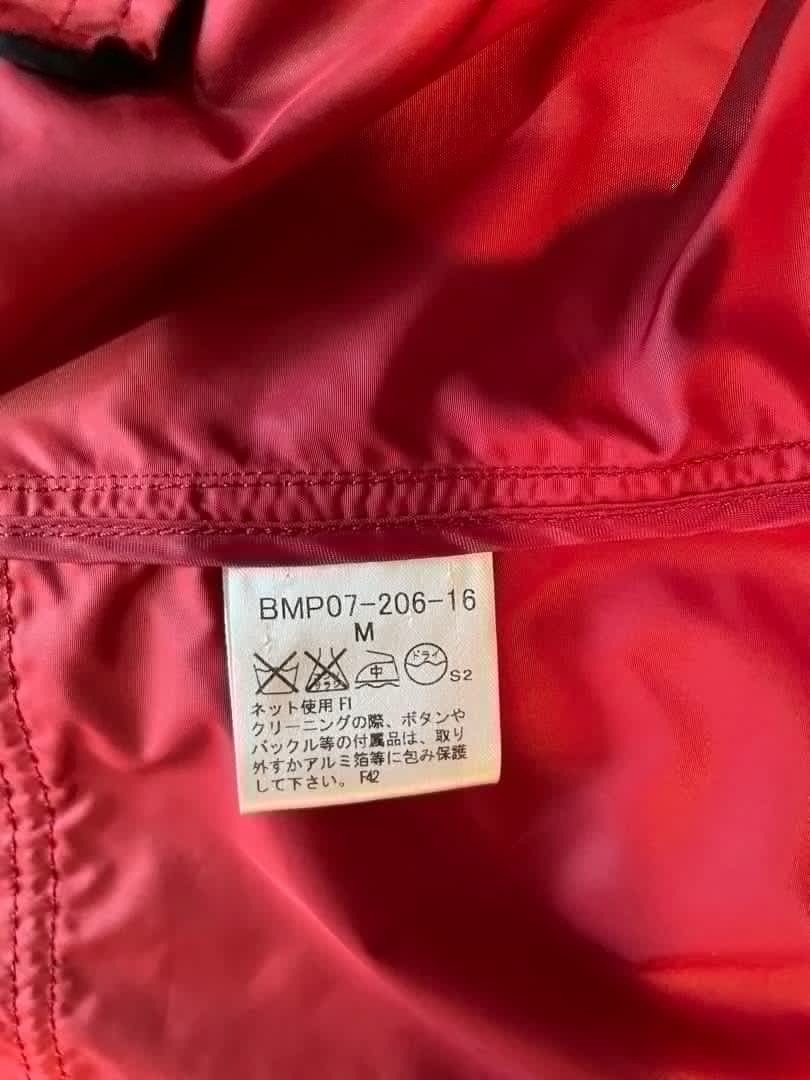 BMP07-206-16
M
中 ドライ S2
ネット使用 F1
クリーニングの際、ボタンや
バックル等の付属品は、取り
外すかアルミ箔等に包み保護
して下さい。 F42